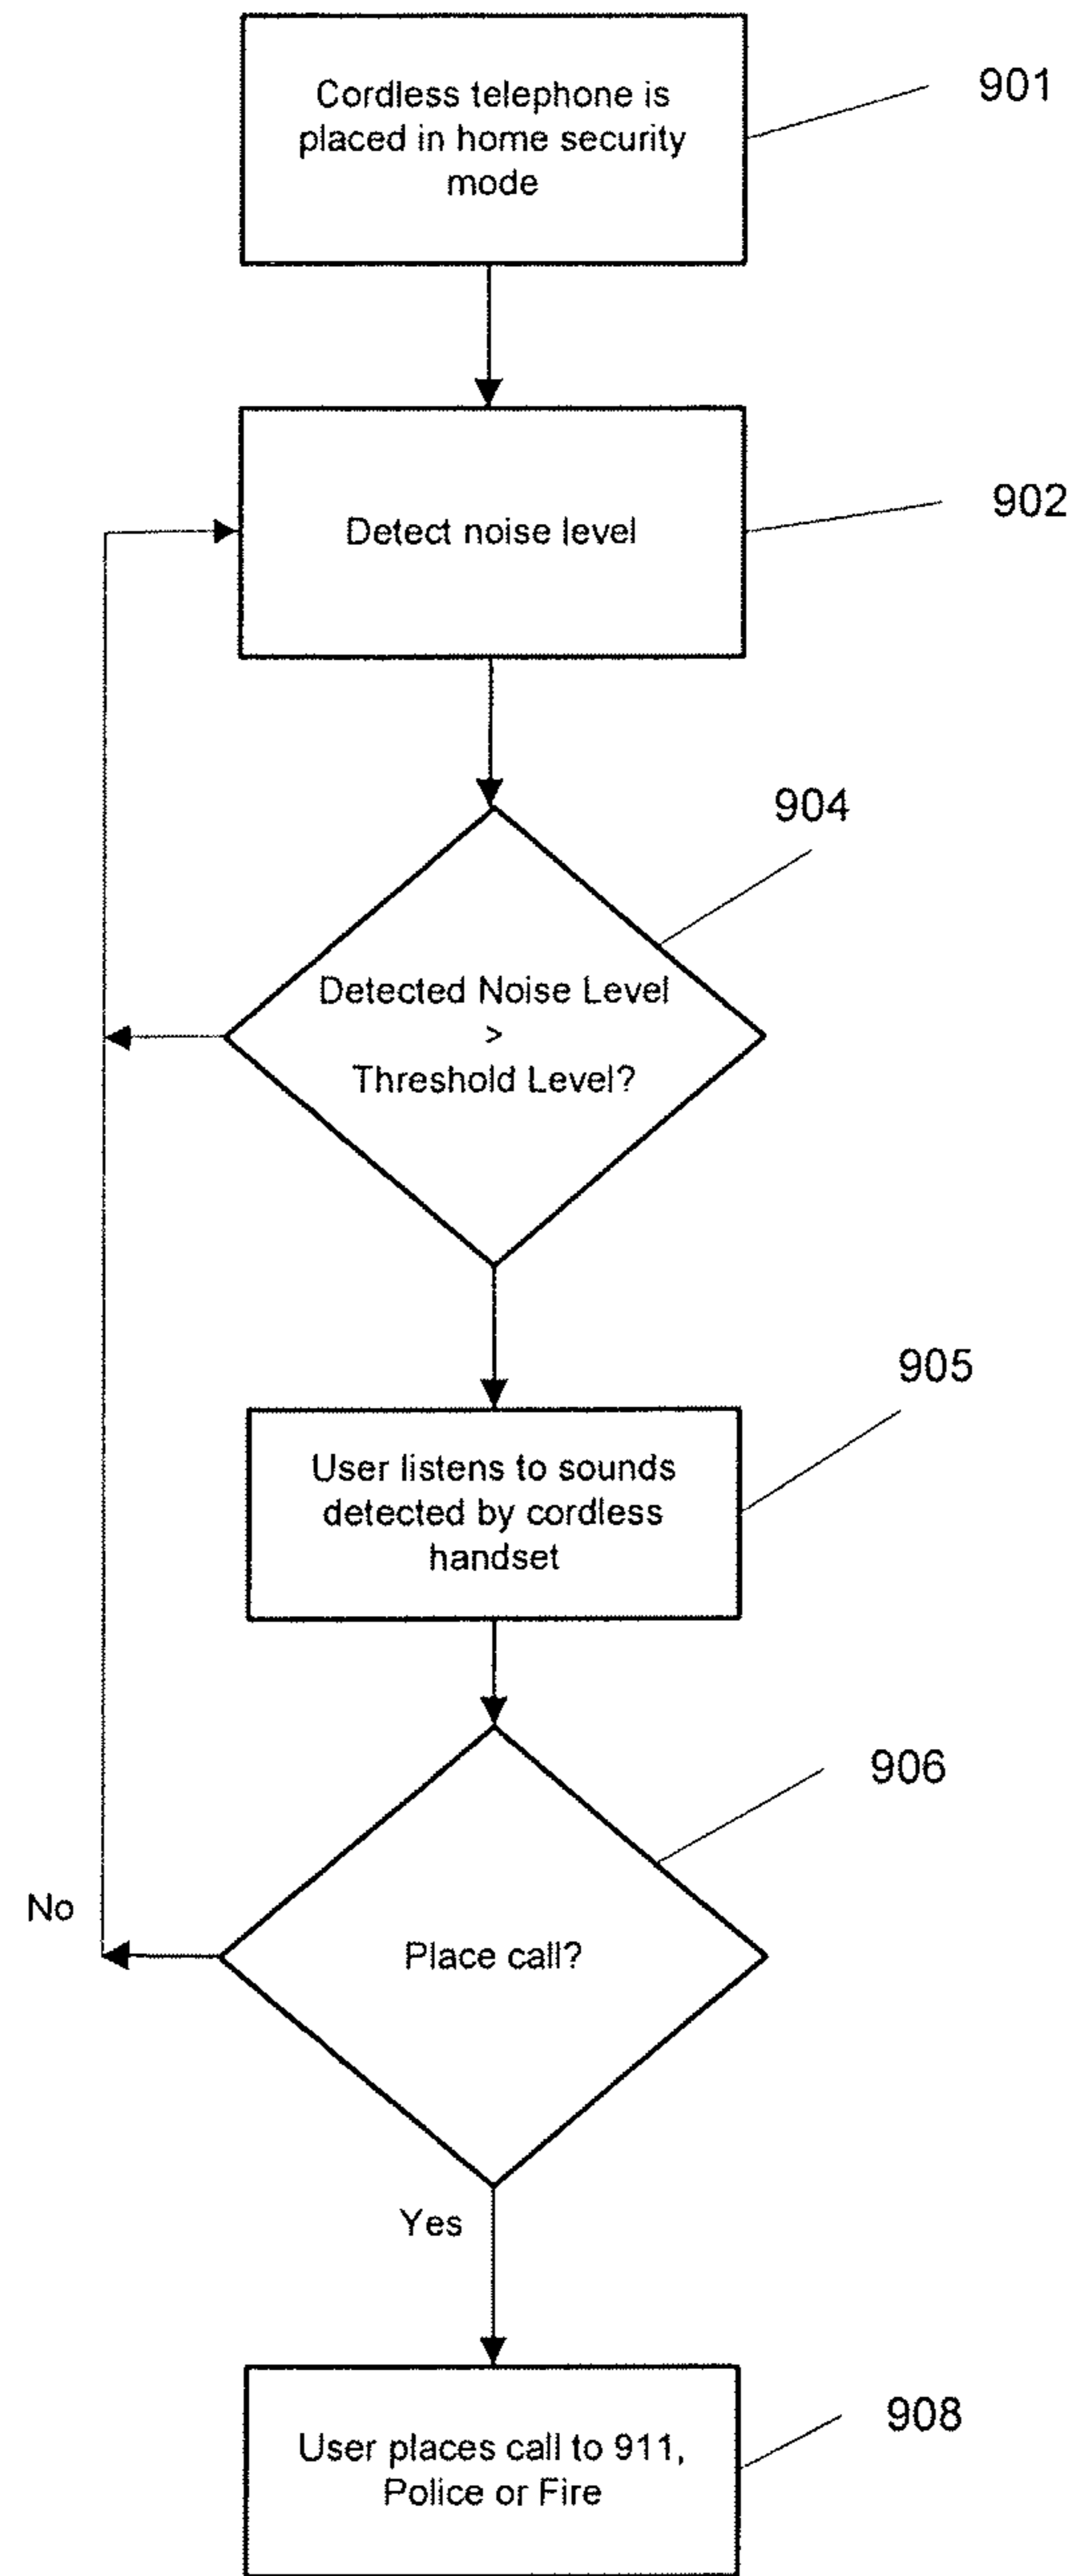 Cordless telephone is
placed in home security
mode
901
Detect noise level
902
904
Detected Noise Level
>
Threshold Level?
905
User listens to sounds
detected by cordless
handset
906
No
Place call?
Yes
908
User places call to 911,
Police or Fire